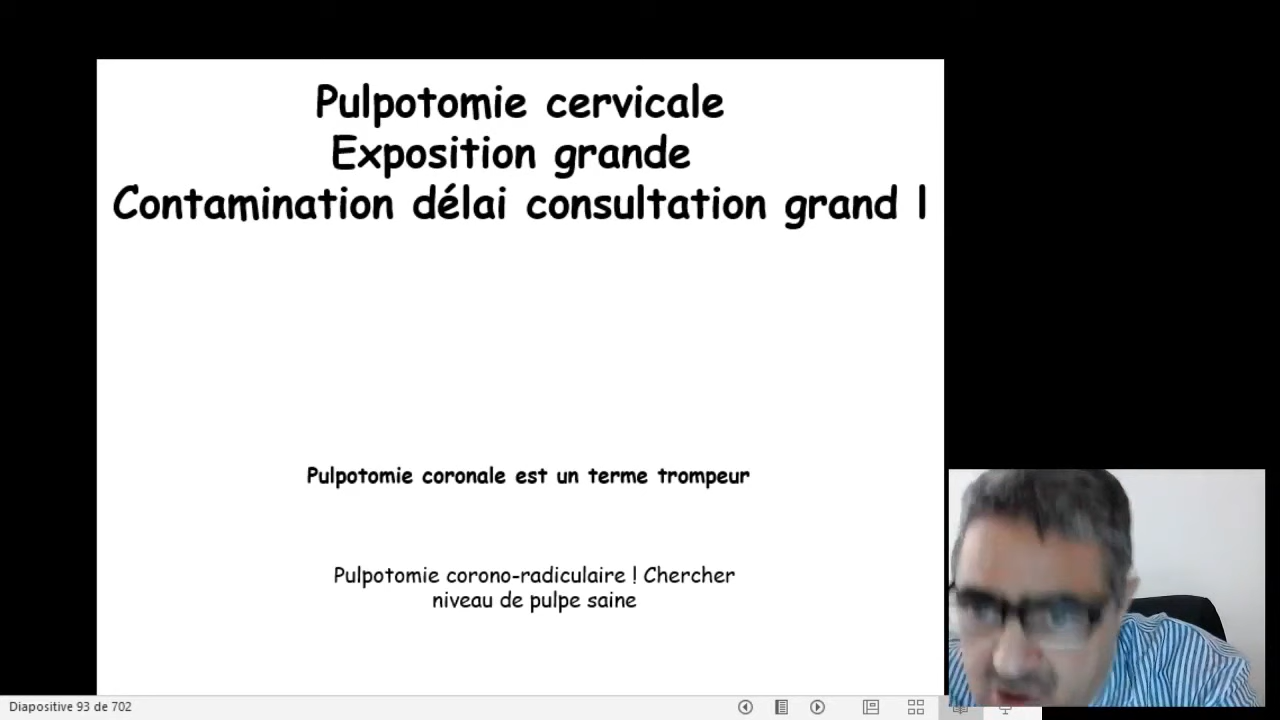 Pulpotomie cervicale
Exposition grande
Contamination délai consultation grand l
Pulpotomie coronale est un terme trompeur
Pulpotomie corono-radiculaire ! Chercher
niveau de pulpe saine
Diapositive 93 de 702